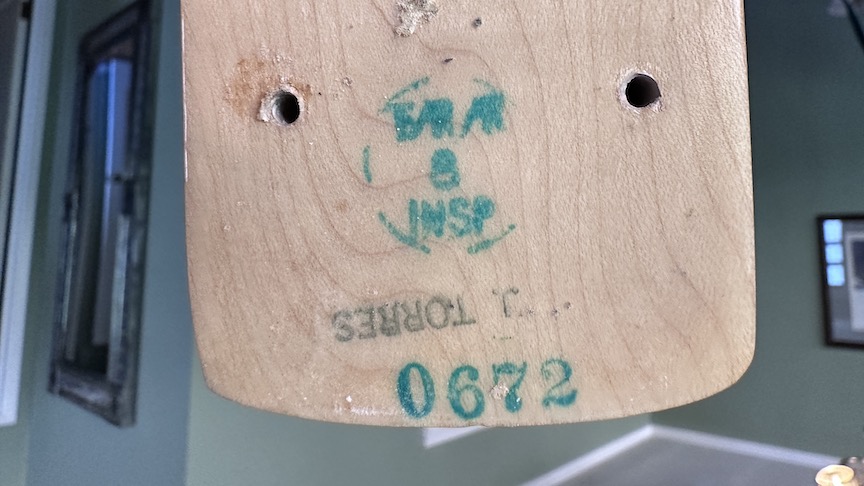 8
INSP
J. TORRES
0672